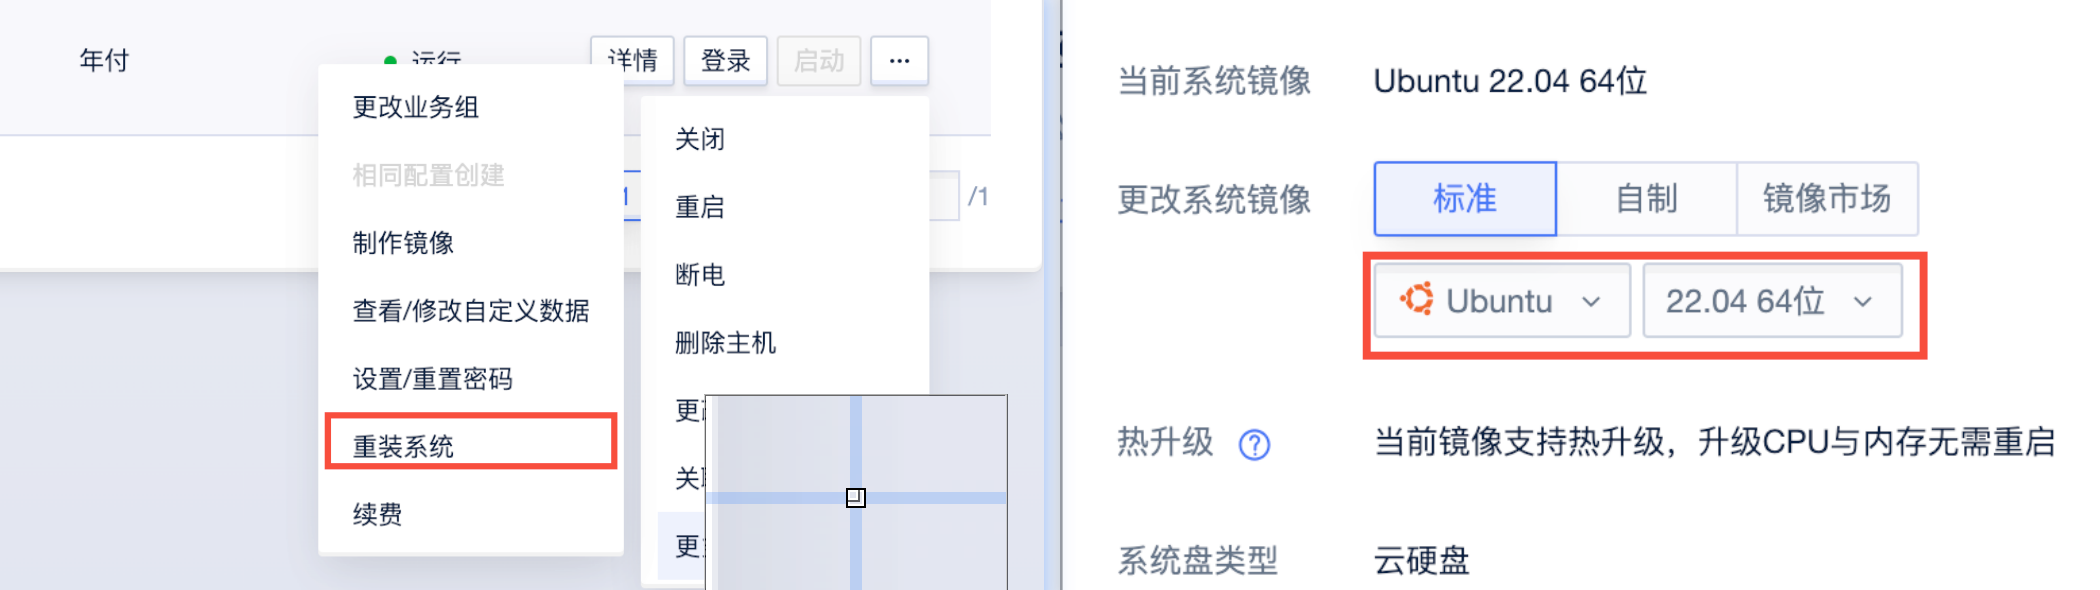 年付
运行
详情
登录
启动
...
更改业务组
相同配置创建
制作镜像
查看/修改自定义数据
设置/重置密码
重装系统
续费
1
/1
关闭
重启
断电
删除主机
更
关
更
当前系统镜像
Ubuntu 22.04 64位
更改系统镜像
标准
自制
镜像市场
Ubuntu
22.04 64位
热升级
?
当前镜像支持热升级，升级CPU与内存无需重启
系统盘类型
云硬盘